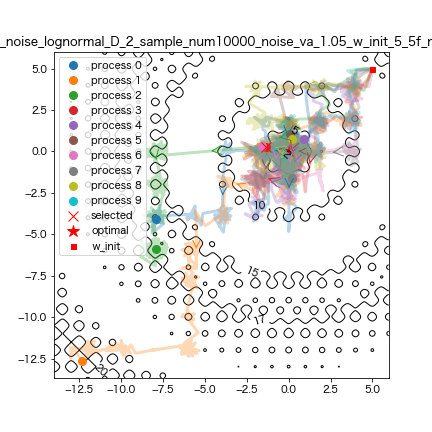 _noise_lognormal_D_2_sample_num10000_noise_va_1.05_w_init_5_5f_r
process 0
process 1
process 2
process 3
process 4
process 5
process 6
process 7
process 8
process 9
selected
optimal
w_init
5.0
2.5
0.0
−2.5
−5.0
−7.5
−10.0
−12.5
10
15
17
−12.5
−10.0
−7.5
−5.0
−2.5
0.0
2.5
5.0